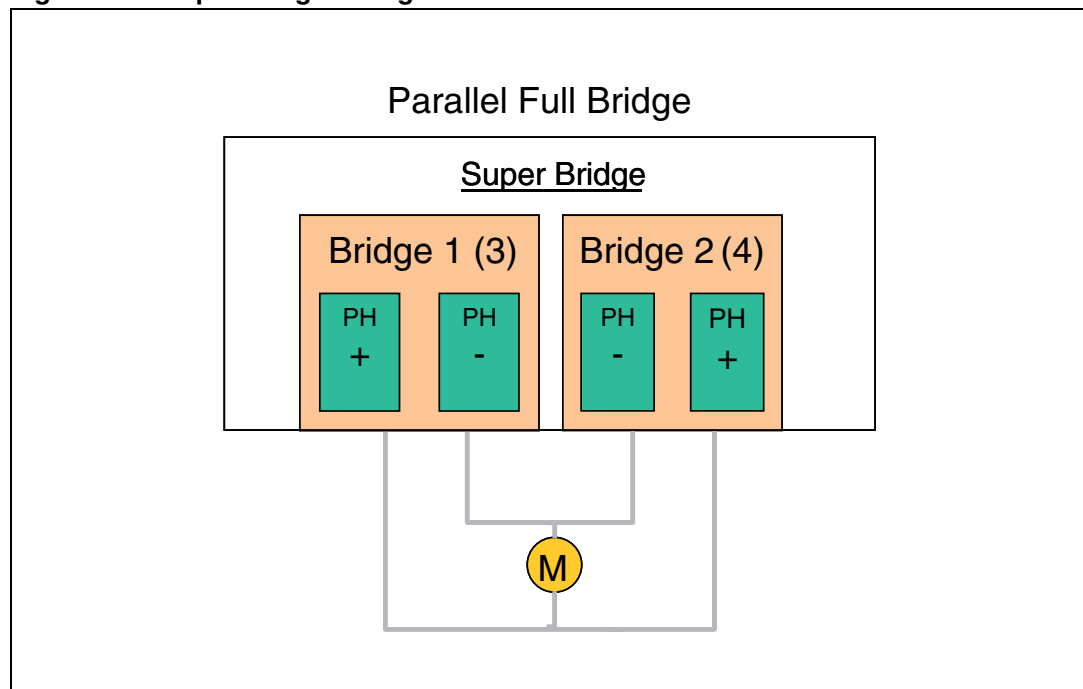 Parallel Full Bridge
Super Bridge
Bridge 1 (3)
Bridge 2 (4)
PH
+
PH
-
PH
-
PH
+
M